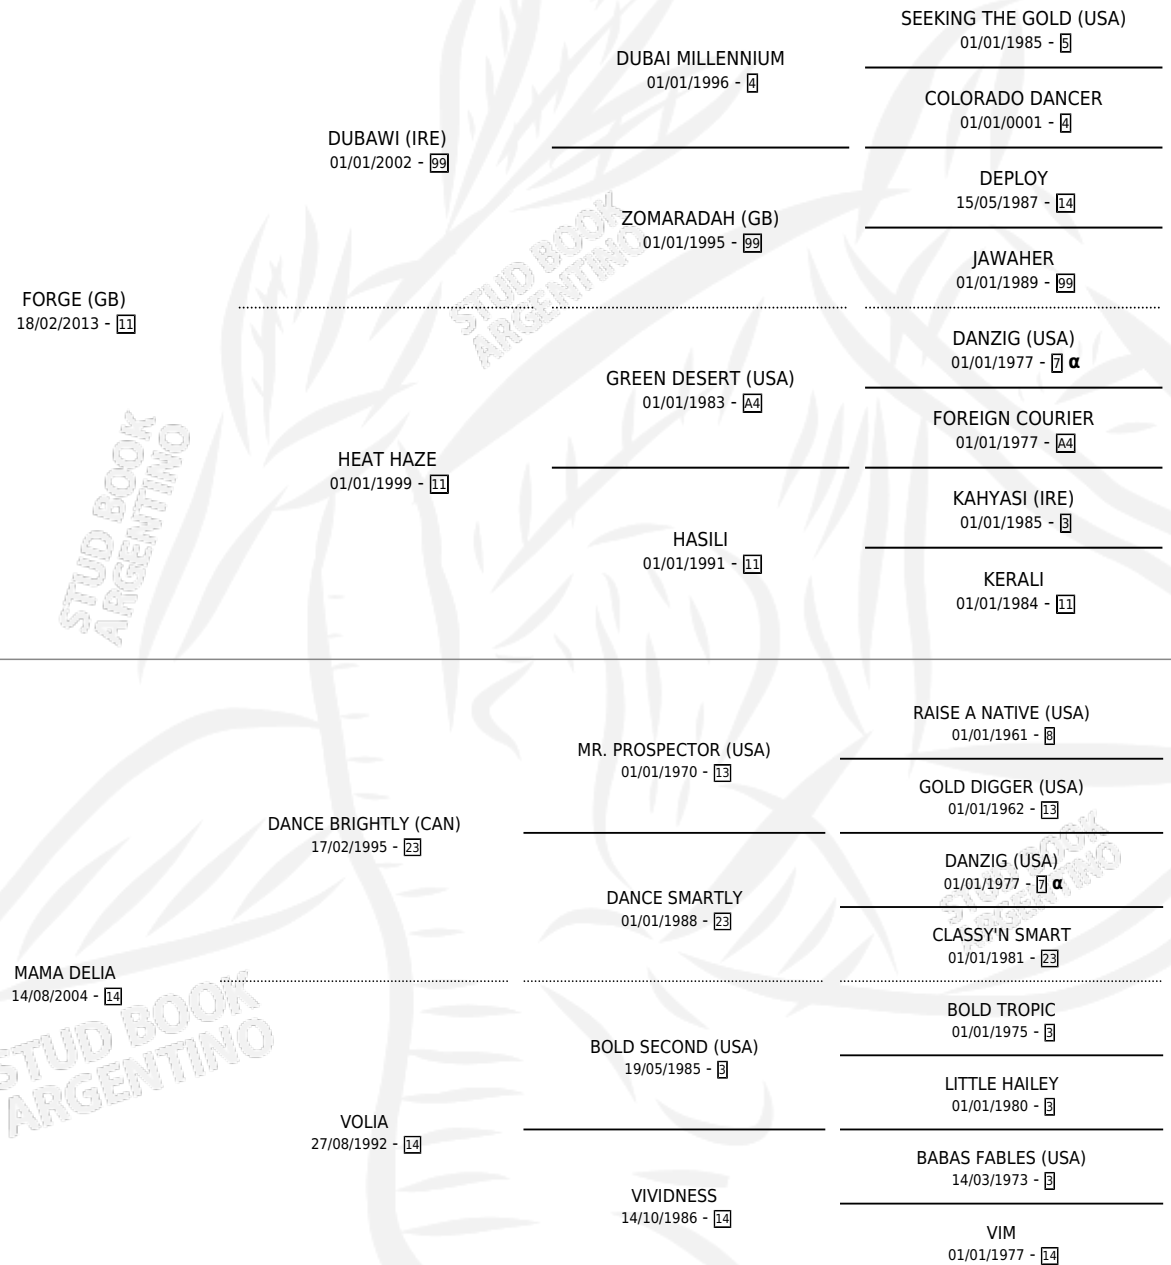 SEEKING THE GOLD (USA)
01/01/1985 - 5
DUBAI MILLENNIUM
01/01/1996 - 4
COLORADO DANCER
01/01/0001 - 4
DUBAWI (IRE)
01/01/2002 - 99
DEPLOY
15/05/1987 - 14
ZOMARADAH (GB)
01/01/1995 - 99
JAWAHER
01/01/1989 - 99
FORGE (GB)
18/02/2013 - 11
DANZIG (USA)
01/01/1977 - 7 α
GREEN DESERT (USA)
01/01/1983 - A4
FOREIGN COURIER
01/01/1977 - A4
HEAT HAZE
01/01/1999 - 11
KAHYASI (IRE)
01/01/1985 - 3
HASILI
01/01/1991 - 11
KERALI
01/01/1984 - 11
RAISE A NATIVE (USA)
01/01/1961 - 8
MR. PROSPECTOR (USA)
01/01/1970 - 13
GOLD DIGGER (USA)
01/01/1962 - 13
DANCE BRIGHTLY (CAN)
17/02/1995 - 23
DANZIG (USA)
01/01/1977 - 7 α
DANCE SMARTLY
01/01/1988 - 23
CLASSY'N SMART
01/01/1981 - 23
MAMA DELIA
14/08/2004 - 14
BOLD TROPIC
01/01/1975 - 3
BOLD SECOND (USA)
19/05/1985 - 3
LITTLE HAILEY
01/01/1980 - 3
VOLIA
27/08/1992 - 14
BABAS FABLES (USA)
14/03/1973 - 3
VIVIDNESS
14/10/1986 - 14
VIM
01/01/1977 - 14
STUD BOOK
ARGENTINO
STUD BOOK
ARGENTINO
STUD BOOK
ARGENTINO
STUD BOOK
ARGENTINO